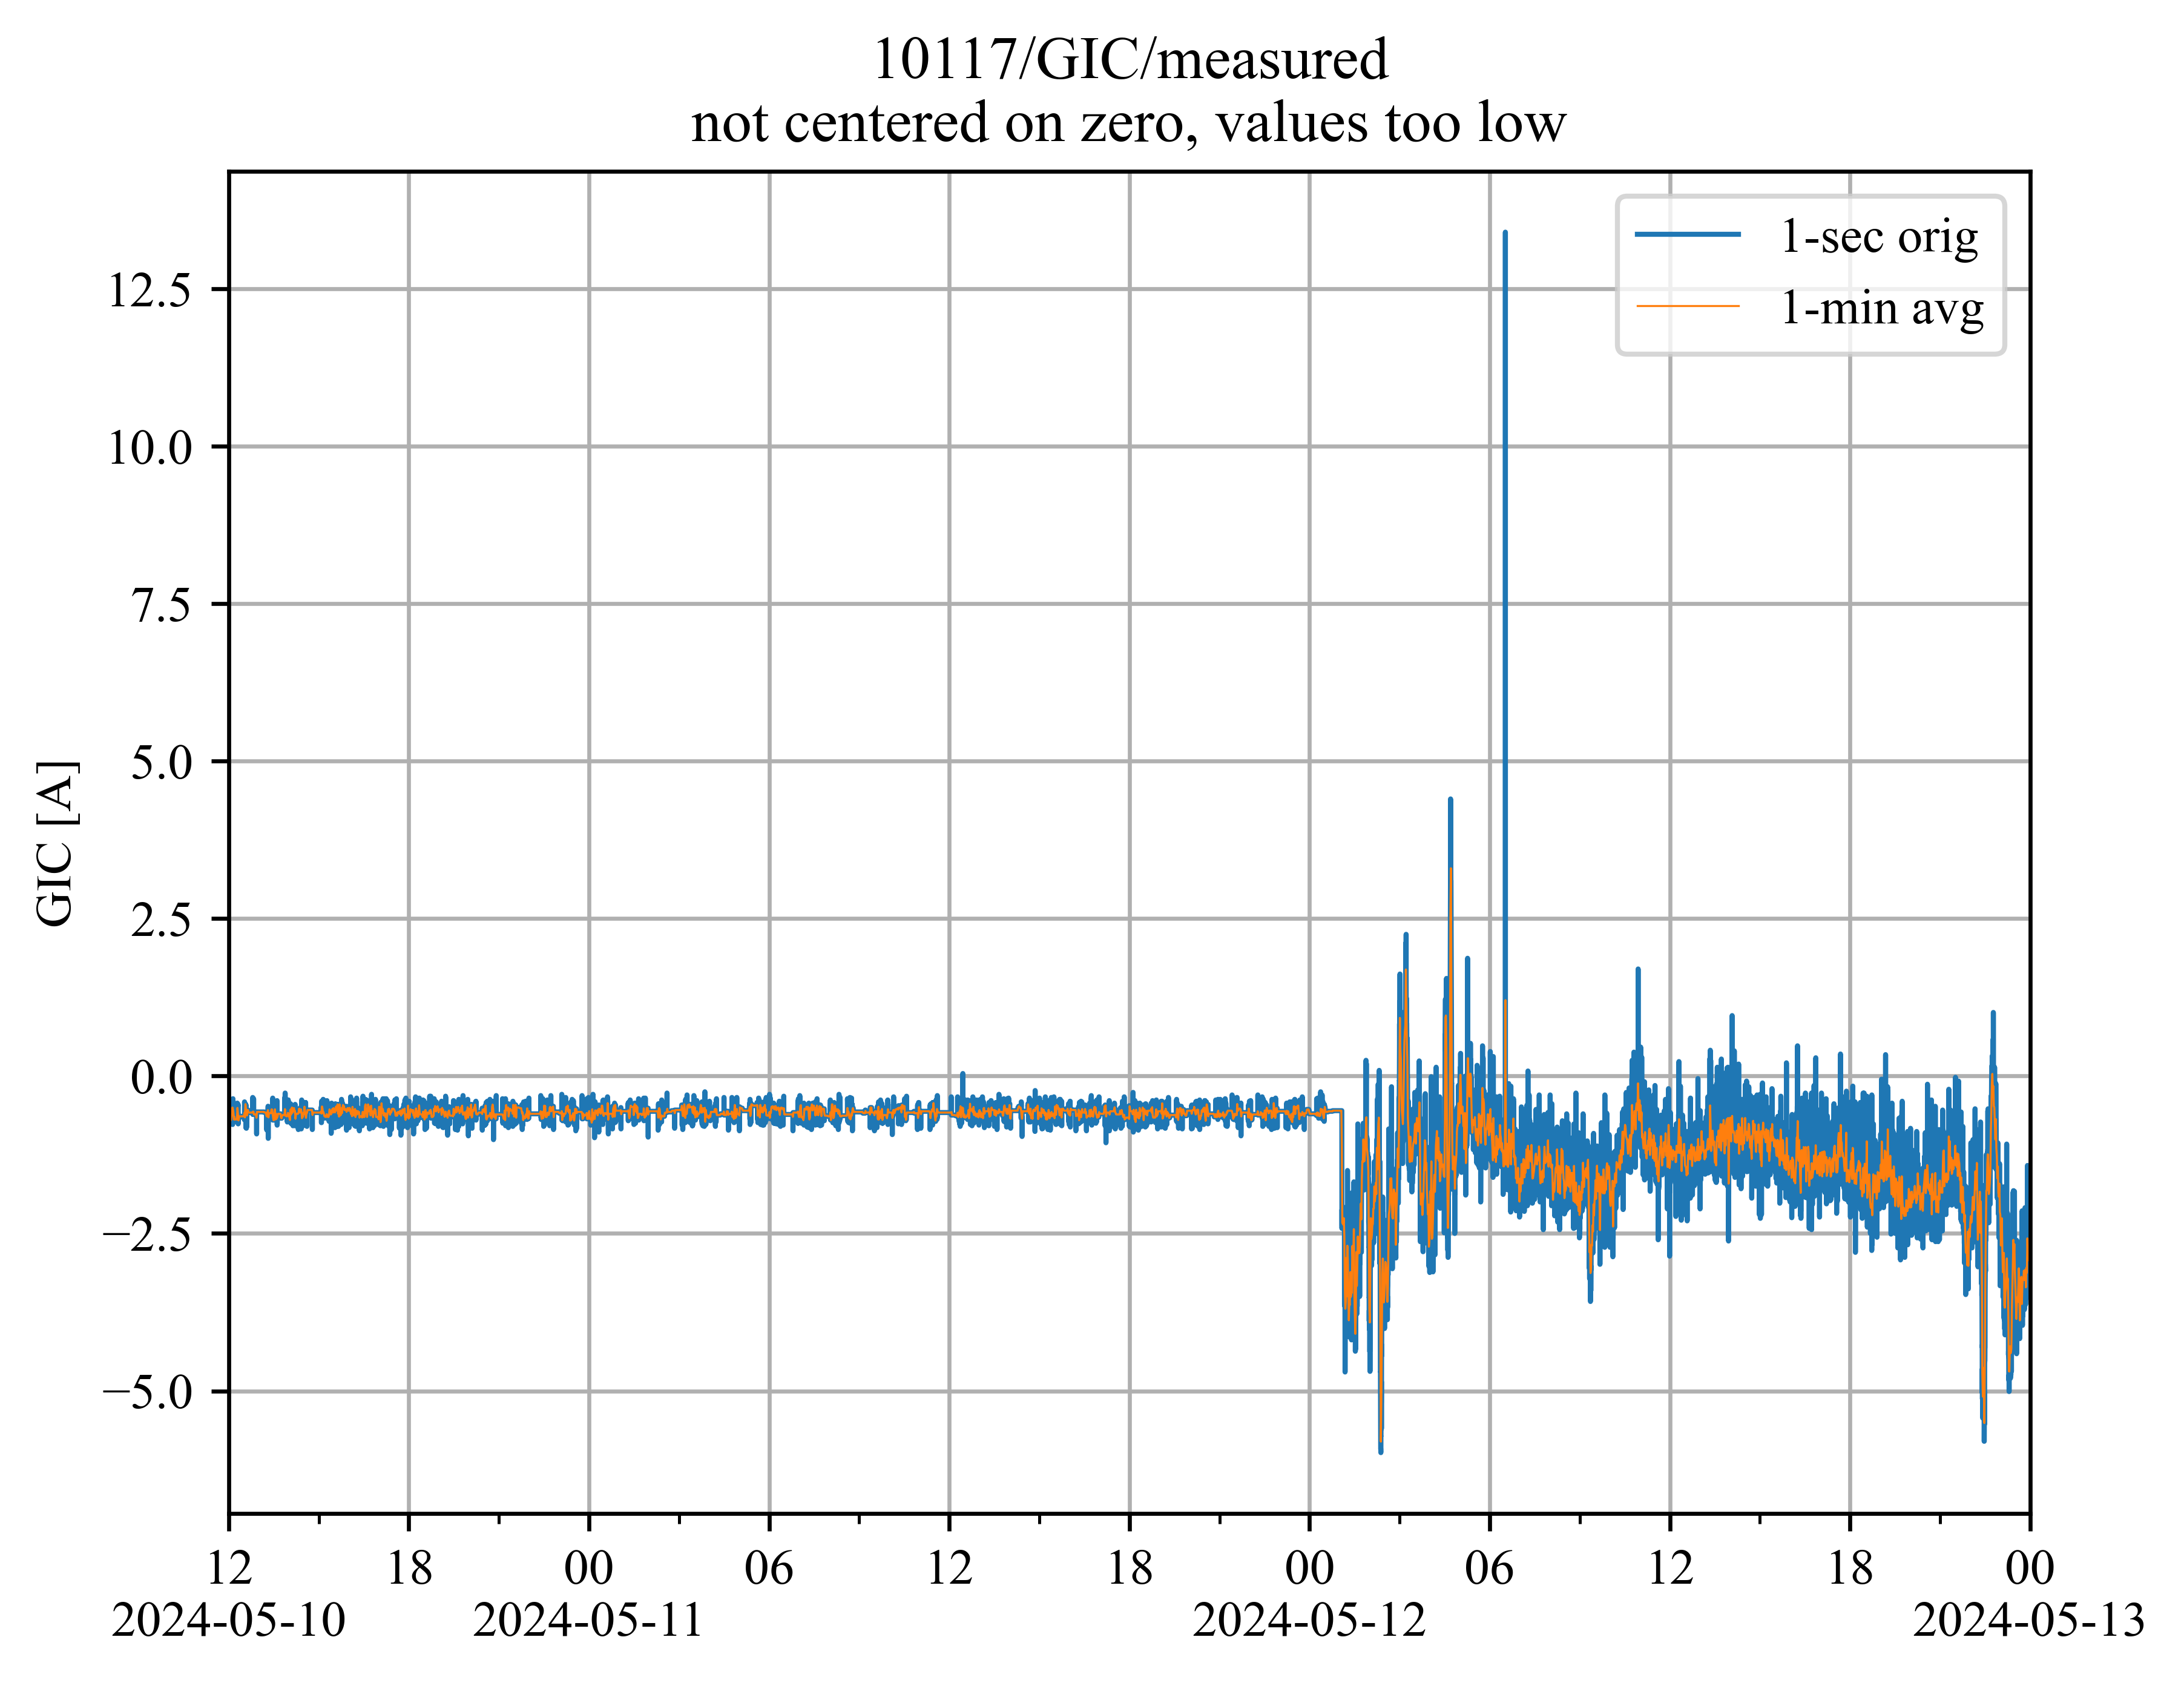 10117/GIC/measured
not centered on zero, values too low
1-sec orig
1-min avg
GIC [A]
12.5
10.0
7.5
5.0
2.5
0.0
−2.5
−5.0
12 18 00 06 12 18 00 06 12 18 00
2024-05-10 2024-05-11 2024-05-12 2024-05-13